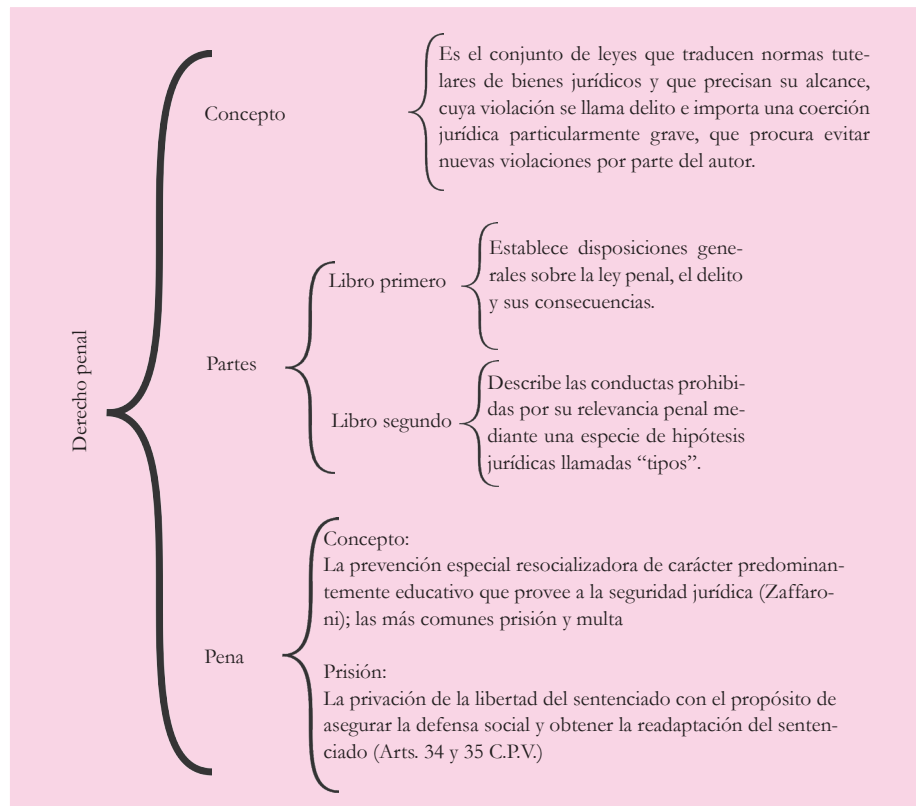 Derecho penal
Concepto
Es el conjunto de leyes que traducen normas tute-
lares de bienes jurídicos y que precisan su alcance,
cuya violación se llama delito e importa una coerción
jurídica particularmente grave, que procura evitar
nuevas violaciones por parte del autor.
Partes
Libro primero
Establece disposiciones gene-
rales sobre la ley penal, el delito
y sus consecuencias.
Libro segundo
Describe las conductas prohibi-
das por su relevancia penal me-
diante una especie de hipótesis
jurídicas llamadas “tipos”.
Pena
Concepto:
La prevención especial resocializadora de carácter predominan-
temente educativo que provee a la seguridad jurídica (Zaffaro-
ni); las más comunes prisión y multa
Prisión:
La privación de la libertad del sentenciado con el propósito de
asegurar la defensa social y obtener la readaptación del senten-
ciado (Arts. 34 y 35 C.P.V.)